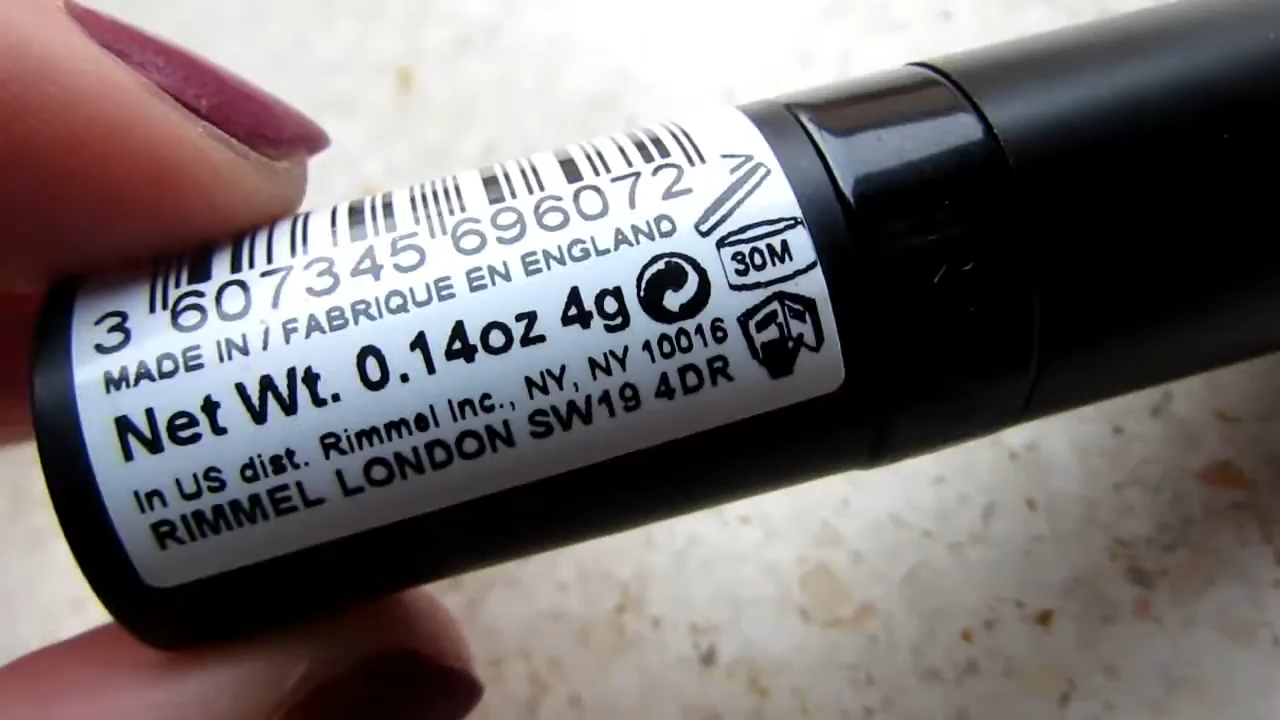 3 607345 696072
MADE IN / FABRIQUE EN ENGLAND
Net Wt. 0.14oz 4g
30M
In US dist. Rimmel Inc., NY, NY 10016
RIMMEL LONDON SW19 4DR